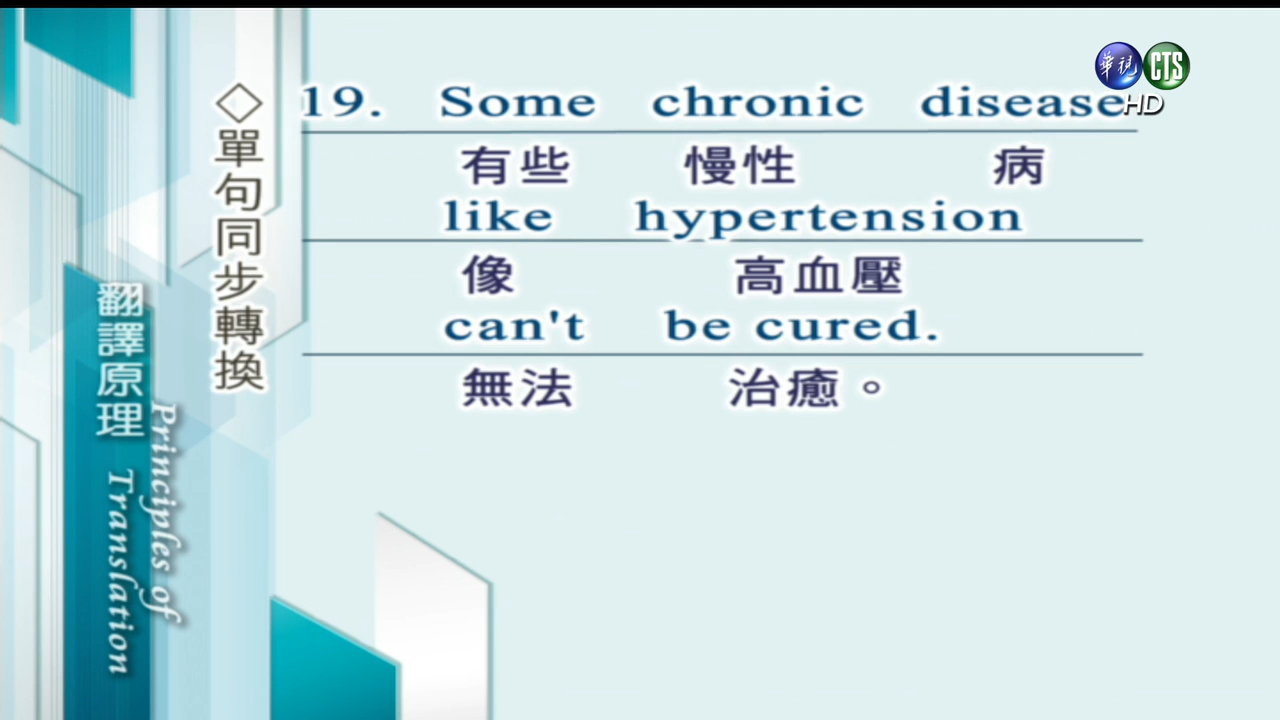 華視 CTS
HD
◇單句同步轉換
19. Some chronic disease
有些 慢性 病
like hypertension
像 高血壓
can't be cured.
無法 治癒。
翻譯原理
Principles of
Translation